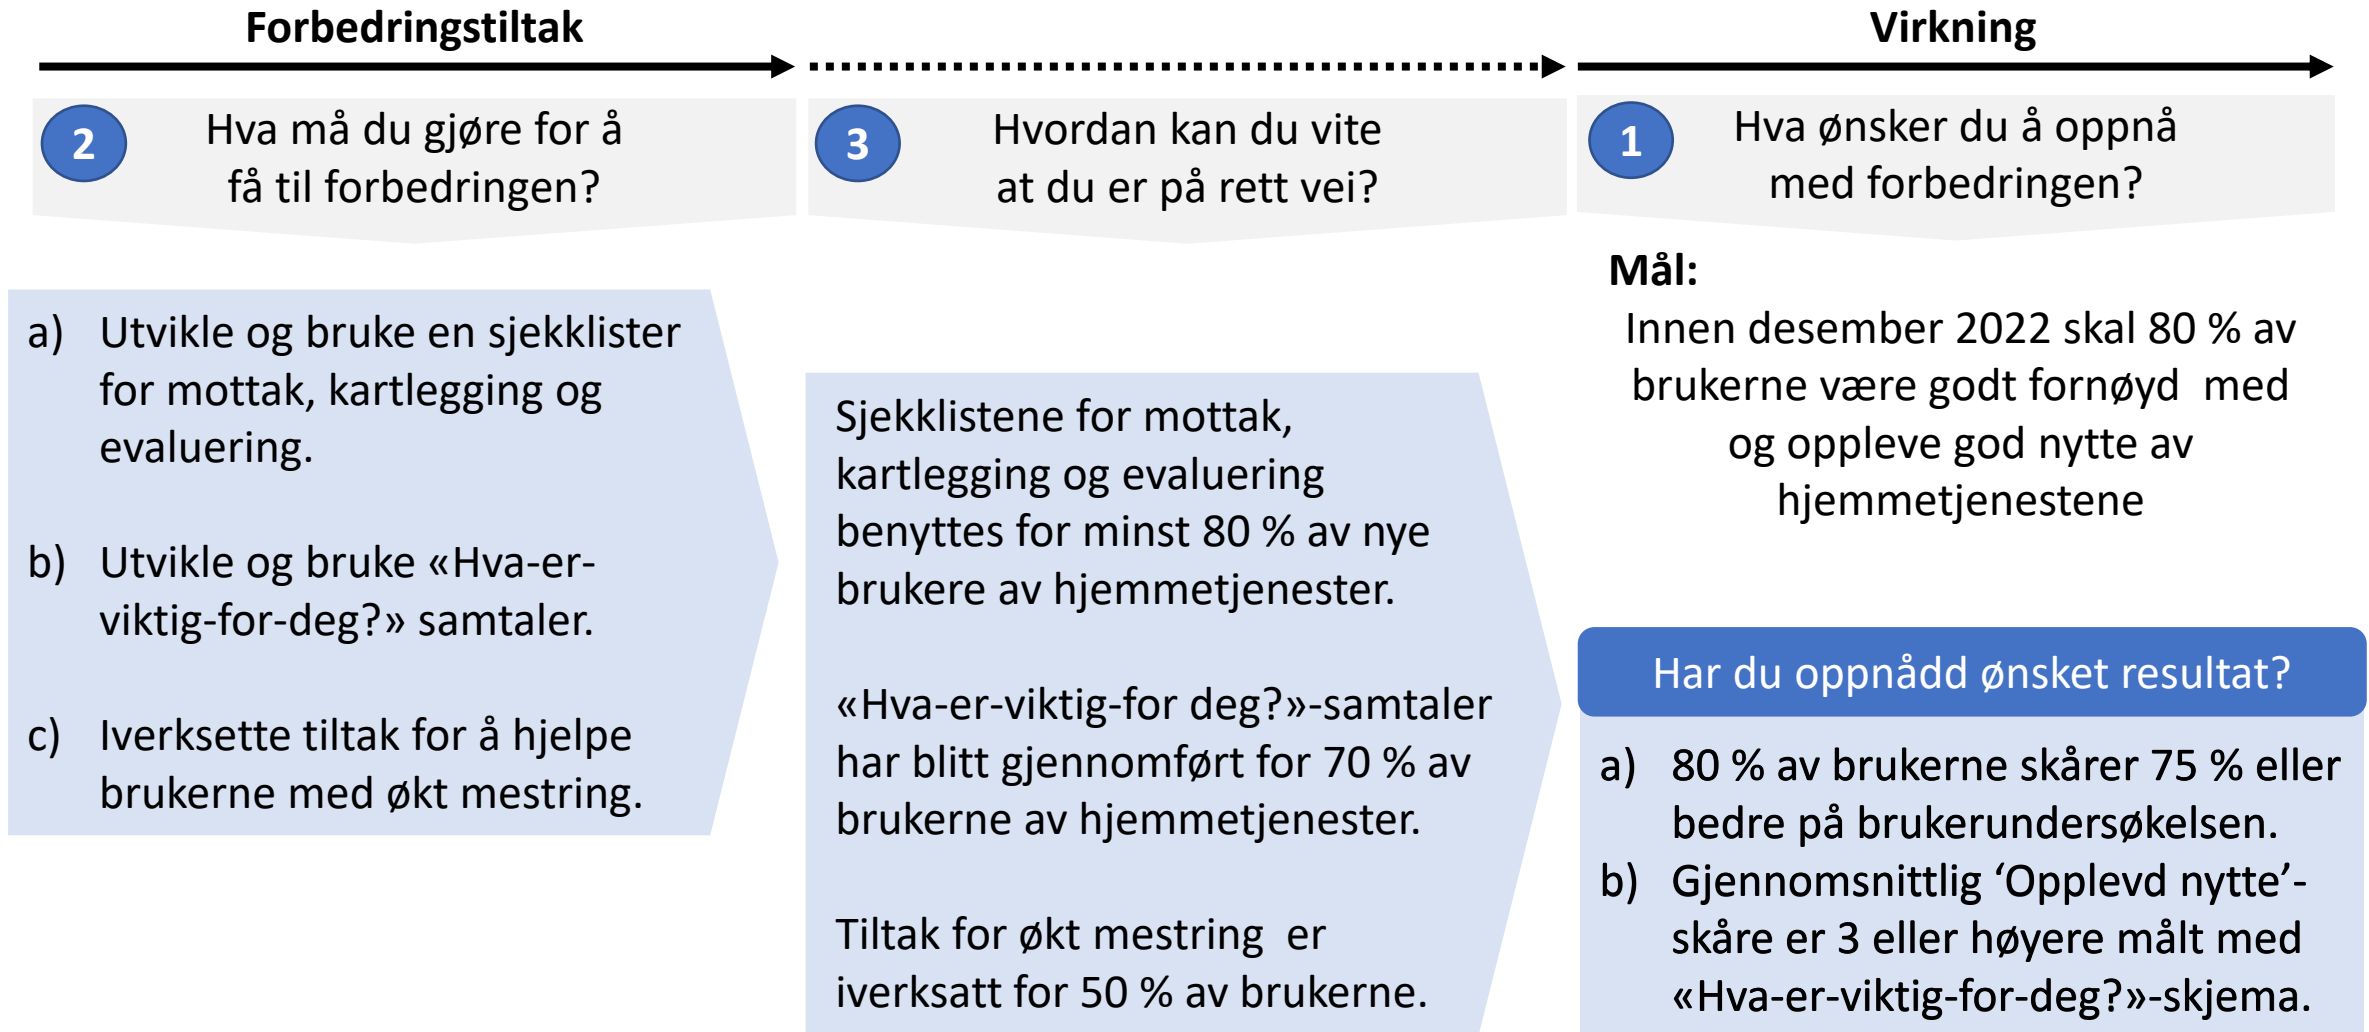 Forbedringstiltak
Virkning
2
Hva må du gjøre for å
få til forbedringen?
3
Hvordan kan du vite
at du er på rett vei?
1
Hva ønsker du å oppnå
med forbedringen?
a) Utvikle og bruke en sjekklister
for mottak, kartlegging og
evaluering.
b) Utvikle og bruke «Hva-er-
viktig-for-deg?» samtaler.
c) Iverksette tiltak for å hjelpe
brukerne med økt mestring.
Sjekklistene for mottak,
kartlegging og evaluering
benyttes for minst 80 % av nye
brukere av hjemmetjenester.
«Hva-er-viktig-for deg?»-samtaler
har blitt gjennomført for 70 % av
brukerne av hjemmetjenester.
Tiltak for økt mestring  er
iverksatt for 50 % av brukerne.
Mål:
Innen desember 2022 skal 80 % av
brukerne være godt fornøyd  med
og oppleve god nytte av
hjemmetjenestene
Har du oppnådd ønsket resultat?
a) 80 % av brukerne skårer 75 % eller
bedre på brukerundersøkelsen.
b) Gjennomsnittlig ‘Opplevd nytte’-
skåre er 3 eller høyere målt med
«Hva-er-viktig-for-deg?»-skjema.